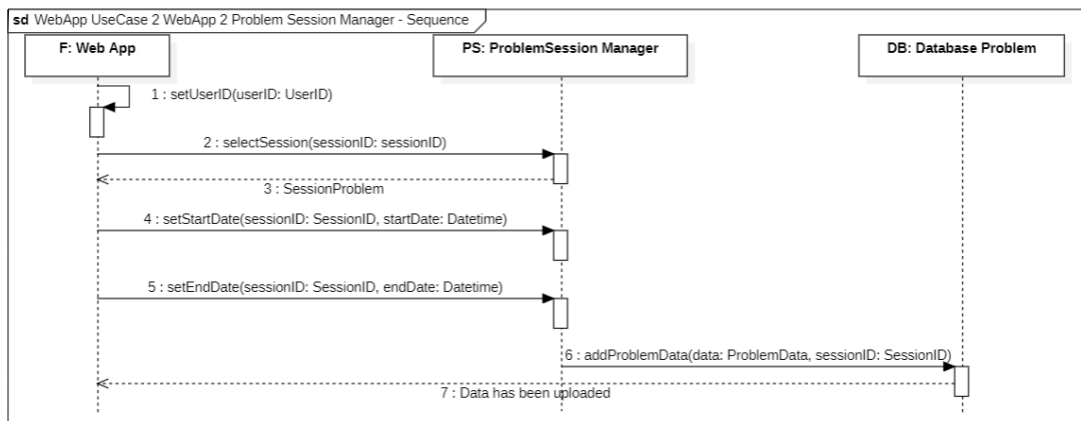 sd WebApp UseCase 2 WebApp 2 Problem Session Manager - Sequence
F: Web App
PS: ProblemSession Manager
DB: Database Problem
1 : setUserID(userID: UserID)
2 : selectSession(sessionID: sessionID)
3 : SessionProblem
4 : setStartDate(sessionID: SessionID, startDate: Datetime)
5 : setEndDate(sessionID: SessionID, endDate: Datetime)
6 : addProblemData(data: ProblemData, sessionID: SessionID)
7 : Data has been uploaded